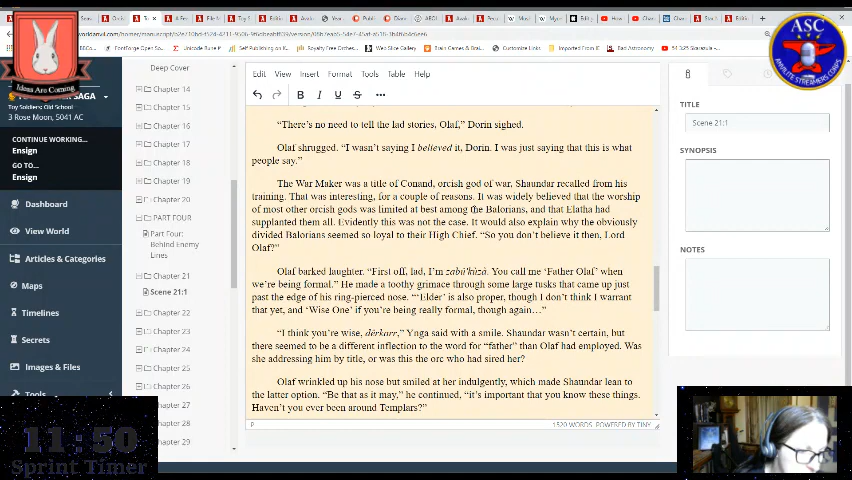 Deep Cover
Chapter 14
Chapter 15
Chapter 16
Chapter 17
Chapter 18
Chapter 19
Chapter 20
PART FOUR
Part Four:
Behind Enemy
Lines
Chapter 21
Scene 21:1
Chapter 22
Chapter 23
Chapter 24
Chapter 26
Chapter 27
Chapter 28
Chapter 29
Ideas Are Coming
SAGA
Toy Soldiers: Old School
3 Rose Moon, 5041 AC
CONTINUE WORKING...
Ensign
GO TO...
Ensign
Dashboard
View World
Articles & Categories
Maps
Timelines
Secrets
Images & Files
Tools
11:50
Sprint Timer
Edit View Insert Format Tools Table Help
B I U S
“There’s no need to tell the lad stories, Olaf,” Dorin sighed.
Olaf shrugged. “I wasn’t saying I believed it, Dorin. I was just saying that this is what
people say.”
The War Maker was a title of Conand, orcish god of war, Shaundar recalled from his
training. That was interesting, for a couple of reasons. It was widely believed that the worship
of most other orcish gods was limited at best among the Balorians, and that Elatha had
supplanted them all. Evidently this was not the case. It would also explain why the obviously
divided Balorians seemed so loyal to their High Chief. “So you don’t believe it then, Lord
Olaf?”
Olaf barked laughter. “First off, lad, I’m zabú’kùzà. You call me ‘Father Olaf’ when
we’re being formal.” He made a toothy grimace through some large tusks that came up just
past the edge of his ring-pierced nose. “‘Elder’ is also proper, though I don’t think I warrant
that yet, and ‘Wise One’ if you’re being really formal, though again…”
“I think you’re wise, dêrkarr,” Ynga said with a smile. Shaundar wasn’t certain, but
there seemed to be a different inflection to the word for “father” than Olaf had employed. Was
she addressing him by title, or was this the orc who had sired her?
Olaf wrinkled up his nose but smiled at her indulgently, which made Shaundar lean to
the latter option. “Be that as it may,” he continued, “it’s important that you know these things.
Haven’t you ever been around Templars?”
P
1520 WORDS POWERED BY TINY
TITLE
Scene 21:1
SYNOPSIS
NOTES
ASC